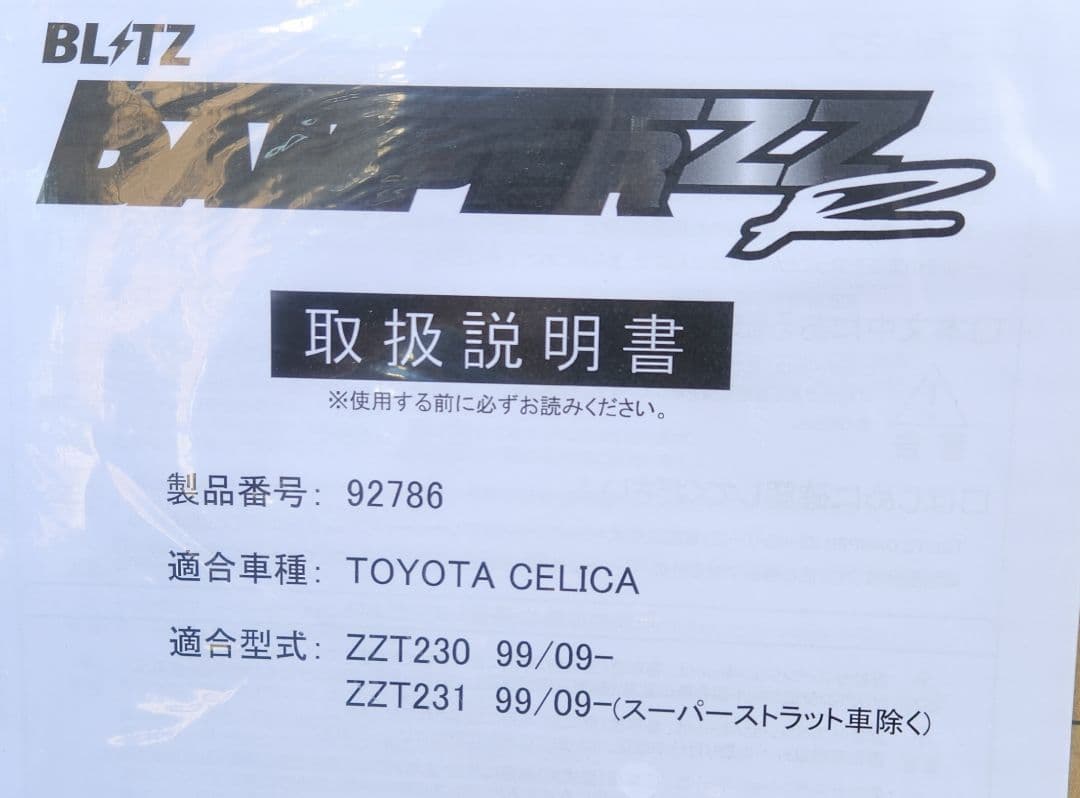 BLITZ
DAMPER ZZ R
取扱説明書
※使用する前に必ずお読みください。
製品番号: 92786
適合車種: TOYOTA CELICA
適合型式: ZZT230 99/09-
ZZT231 99/09-(スーパーストラット車除く)